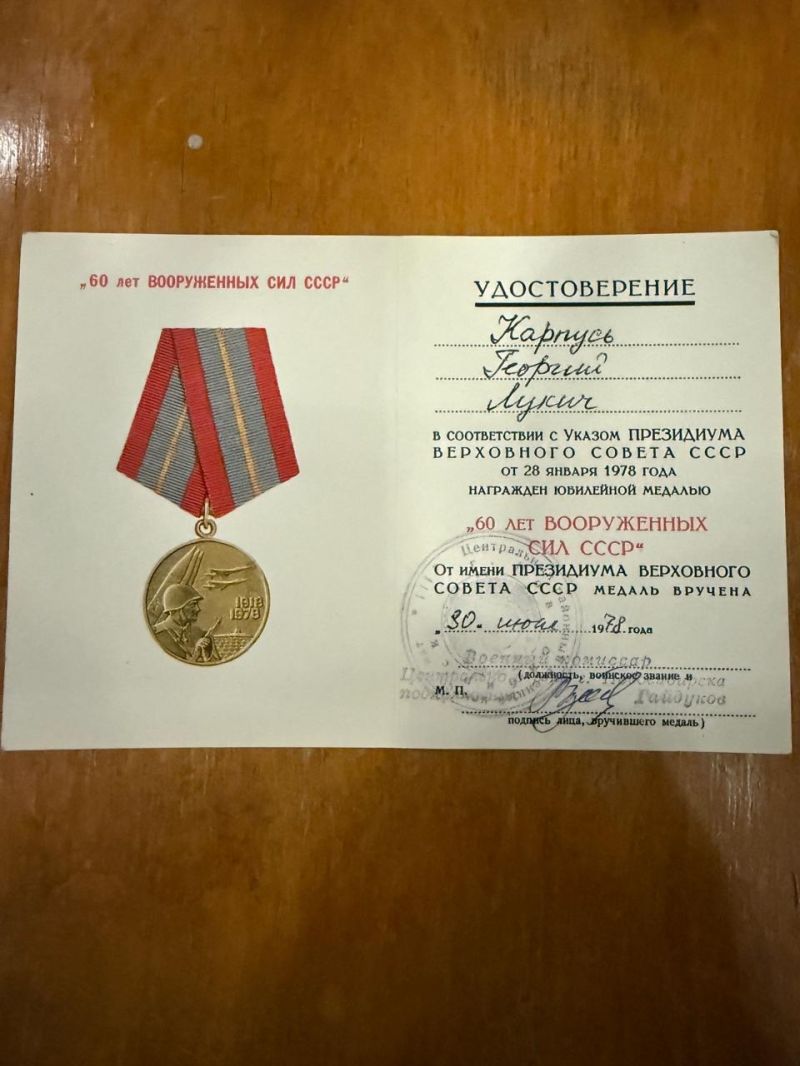 „60 лет ВООРУЖЕННЫХ СИЛ СССР“
1918
1978
УДОСТОВЕРЕНИЕ
Карпусь
Георгий
Лукич
В СООТВЕТСТВИИ С УКАЗОМ ПРЕЗИДИУМА
ВЕРХОВНОГО СОВЕТА СССР
ОТ 28 ЯНВАРЯ 1978 ГОДА
НАГРАЖДЕН ЮБИЛЕЙНОЙ МЕДАЛЬЮ
„60 ЛЕТ ВООРУЖЕННЫХ
СИЛ СССР“
ОТ ИМЕНИ ПРЕЗИДИУМА ВЕРХОВНОГО
СОВЕТА СССР МЕДАЛЬ ВРУЧЕНА
„30. 1978 года
Военный комиссар
(должность, воинское звание и
М. П.
Гайдуков
подпись лица, вручившего медаль)